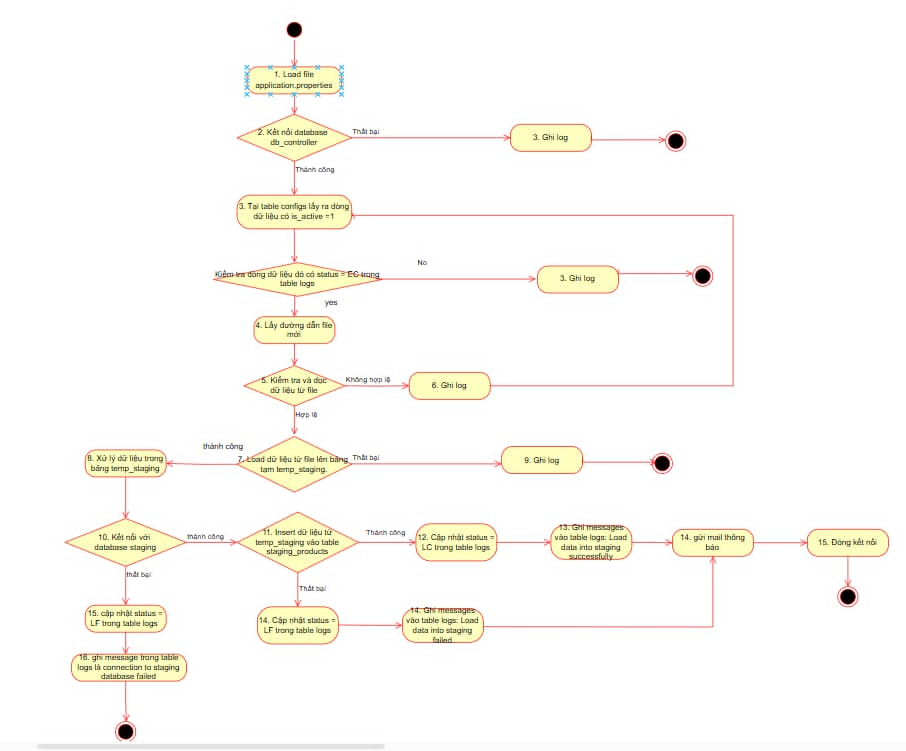 1. Load file
application.properties
2. Kết nối database
db_controller
Thất bại
3. Ghi log
Thành công
3. Tại table configs lấy ra dòng
dữ liệu có is_active =1
Kiểm tra dòng dữ liệu đó có status = EC trong
table logs
No
3. Ghi log
yes
4. Lấy đường dẫn file
mới
5. Kiểm tra và đọc
dữ liệu từ file
Không hợp lệ
6. Ghi log
Hợp lệ
thành công
8. Xử lý dữ liệu trong
bảng temp_staging
7. Load dữ liệu từ file lên bảng
tạm temp_staging.
Thất bại
9. Ghi log
10. Kết nối với
database staging
thành công
11. Insert dữ liệu từ
temp_staging vào table
staging_products
Thành công
12. Cập nhật status =
LC trong table logs
13. Ghi messages
vào table logs: Load
data into staging
successfully
14. gửi mail thông
báo
15. Đóng kết nối
thất bại
Thất bại
15. cập nhật status =
LF trong table logs
14. Cập nhật status =
LF trong table logs
14. Ghi messages
vào table logs: Load
data into staging
failed
16. ghi message trong table
logs là connection to staging
database failed